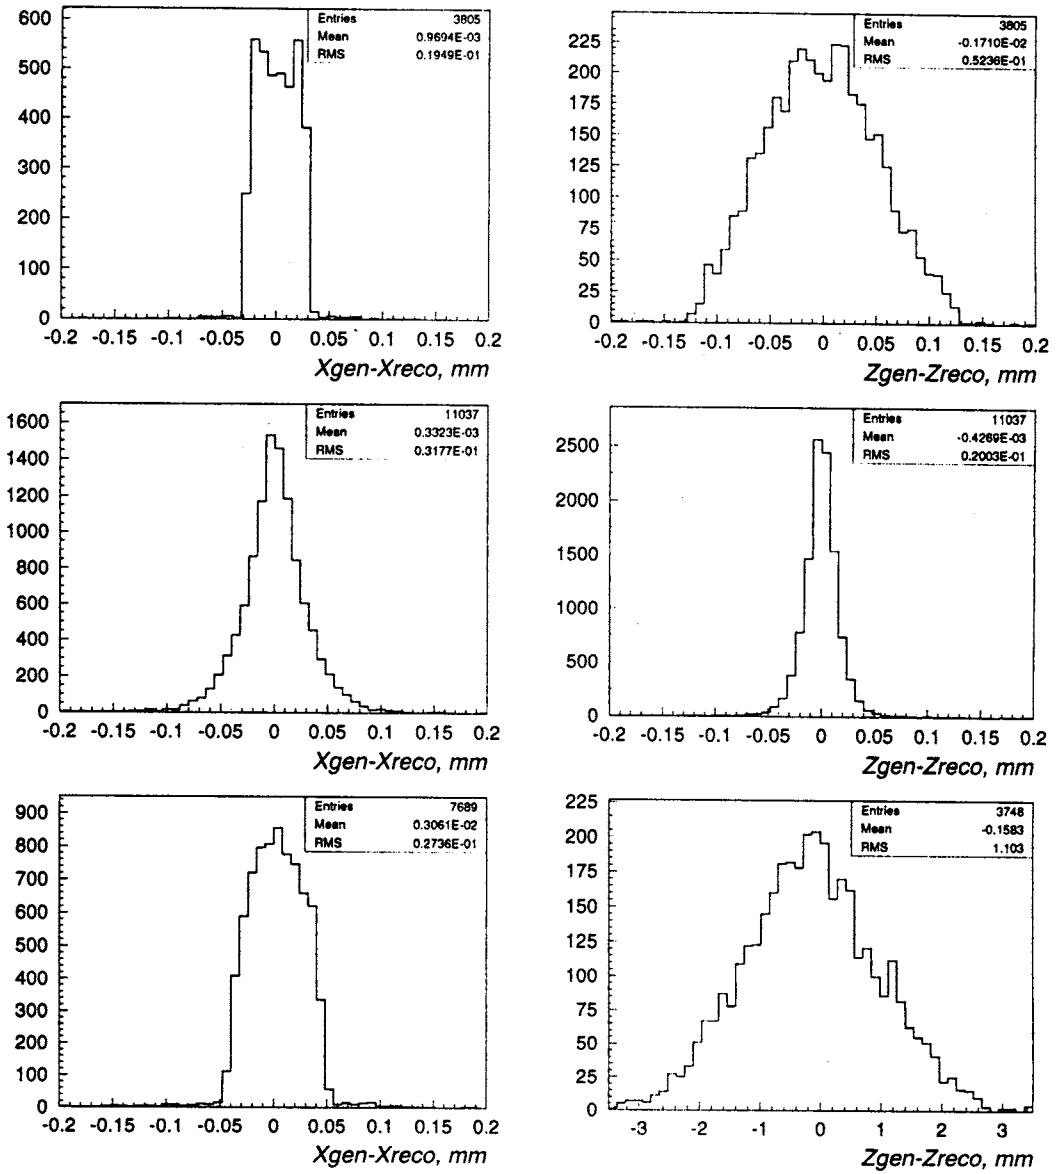 Entries 3805
Mean 0.9694E-03
RMS 0.1949E-01
600
500
400
300
200
100
0
-0.2 -0.15 -0.1 -0.05 0 0.05 0.1 0.15 0.2
Xgen-Xreco, mm
Entries 3805
Mean -0.1710E-02
RMS 0.5236E-01
225
200
175
150
125
100
75
50
25
0
-0.2 -0.15 -0.1 -0.05 0 0.05 0.1 0.15 0.2
Zgen-Zreco, mm
Entries 11037
Mean 0.3323E-03
RMS 0.3177E-01
1600
1400
1200
1000
800
600
400
200
0
-0.2 -0.15 -0.1 -0.05 0 0.05 0.1 0.15 0.2
Xgen-Xreco, mm
Entries 11037
Mean -0.4269E-03
RMS 0.2003E-01
2500
2000
1500
1000
500
0
-0.2 -0.15 -0.1 -0.05 0 0.05 0.1 0.15 0.2
Zgen-Zreco, mm
Entries 7689
Mean 0.3061E-02
RMS 0.2736E-01
900
800
700
600
500
400
300
200
100
0
-0.2 -0.15 -0.1 -0.05 0 0.05 0.1 0.15 0.2
Xgen-Xreco, mm
Entries 3748
Mean -0.1583
RMS 1.103
225
200
175
150
125
100
75
50
25
0
-3 -2 -1 0 1 2 3
Zgen-Zreco, mm